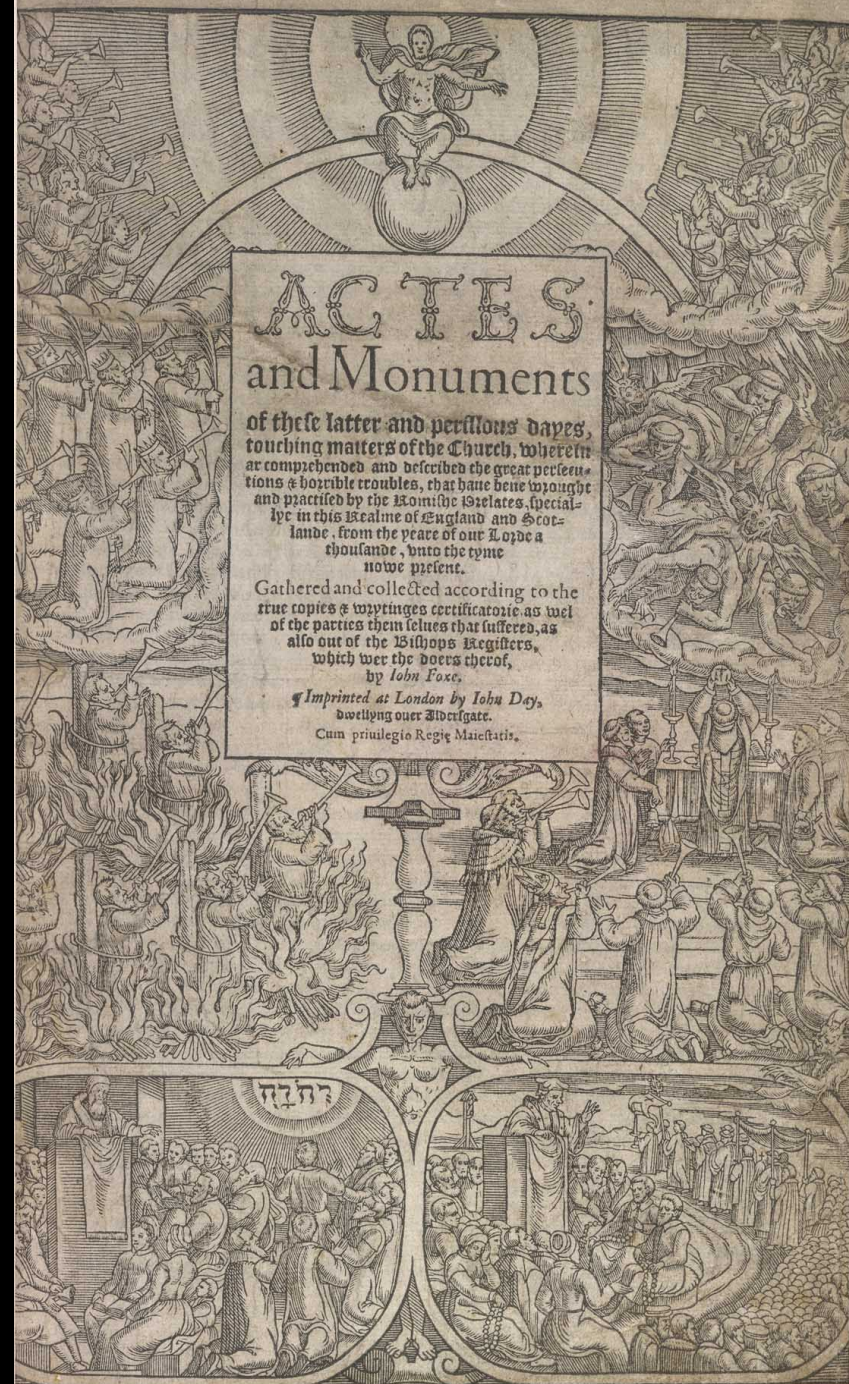 ACTES
and Monuments
of these latter and perillous dayes,
touching matters of the Church, wherein
ar comprehended and described the great persecu-
tions & horrible troubles, that haue bene wrought
and practised by the Romishe Prelates, special-
lye in this Realme of England and Scot-
lande, from the yeare of our Lorde a
thousande, vnto the tyme
nowe present.
Gathered and collected according to the
true copies & wrytinges certificatorie, as wel
of the parties them selues that suffered, as
also out of the Bishops Registers,
which wer the doers therof,
by Iohn Foxe.
¶ Imprinted at London by Iohn Day,
dwellyng ouer Aldersgate.
Cum priuilegio Regię Maiestatis.
יהוה